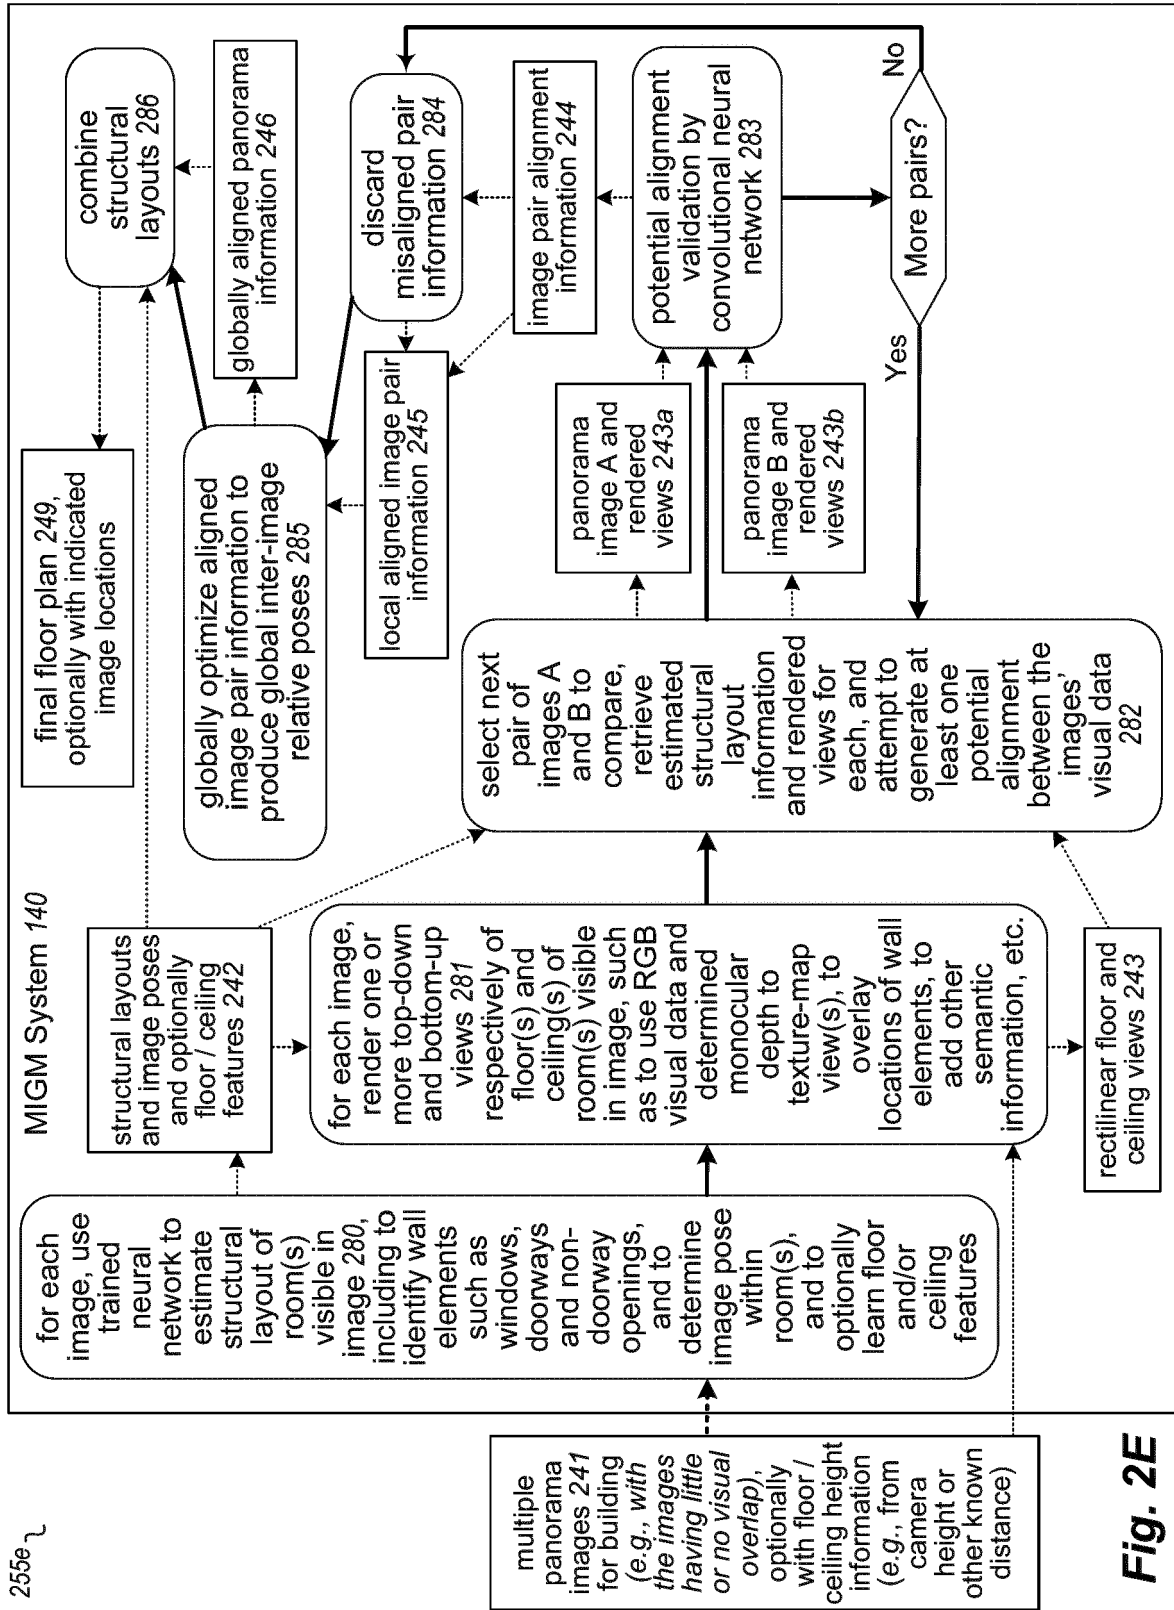 255e
MIGM System 140
multiple
panorama
images 241
for building
(e.g., with
the images
having little
or no visual
overlap),
optionally
with floor /
ceiling height
information
(e.g., from
camera
height or
other known
distance)
for each
image, use
trained
neural
network to
estimate
structural
layout of
room(s)
visible in
image 280,
including to
identify wall
elements
such as
windows,
doorways
and non-
doorway
openings,
and to
determine
image pose
within
room(s),
and to
optionally
learn floor
and/or
ceiling
features
structural layouts
and image poses
and optionally
floor / ceiling
features 242
for each image,
render one or
more top-down
and bottom-up
views 281
respectively of
floor(s) and
ceiling(s) of
room(s) visible
in image, such
as to use RGB
visual data and
determined
monocular
depth to
texture-map
view(s), to
overlay
locations of wall
elements, to
add other
semantic
information, etc.
rectilinear floor and
ceiling views 243
select next
pair of
images A
and B to
compare,
retrieve
estimated
structural
layout
information
and rendered
views for
each, and
attempt to
generate at
least one
potential
alignment
between the
images'
visual data
282
panorama
image A and
rendered
views 243a
panorama
image B and
rendered
views 243b
potential alignment
validation by
convolutional neural
network 283
More pairs?
Yes
No
image pair alignment
information 244
discard
misaligned pair
information 284
local aligned image pair
information 245
globally optimize aligned
image pair information to
produce global inter-image
relative poses 285
globally aligned panorama
information 246
combine
structural
layouts 286
final floor plan 249,
optionally with indicated
image locations
Fig. 2E